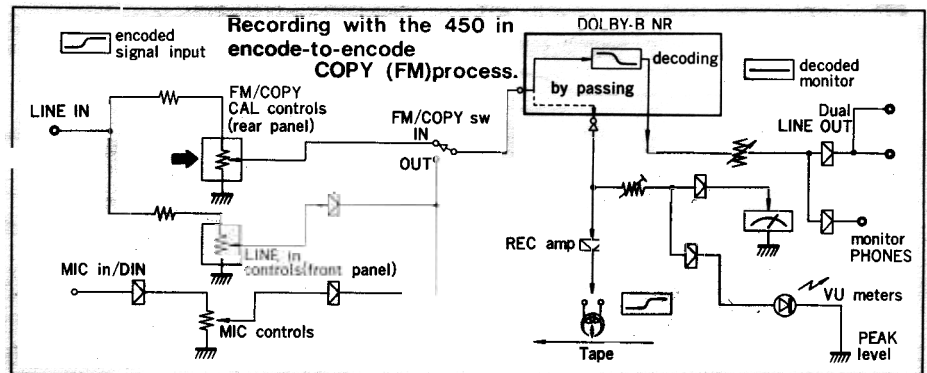 Recording with the 450 in
encode-to-encode
COPY (FM)process.
encoded
signal input
DOLBY-B NR
decoding
by passing
decoded
monitor
LINE IN
FM/COPY
CAL controls
(rear panel)
FM/COPY sw
IN
OUT
Dual
LINE OUT
LINE in
controls(front panel)
REC amp
monitor
PHONES
MIC in/DIN
MIC controls
VU meters
PEAK
level
Tape